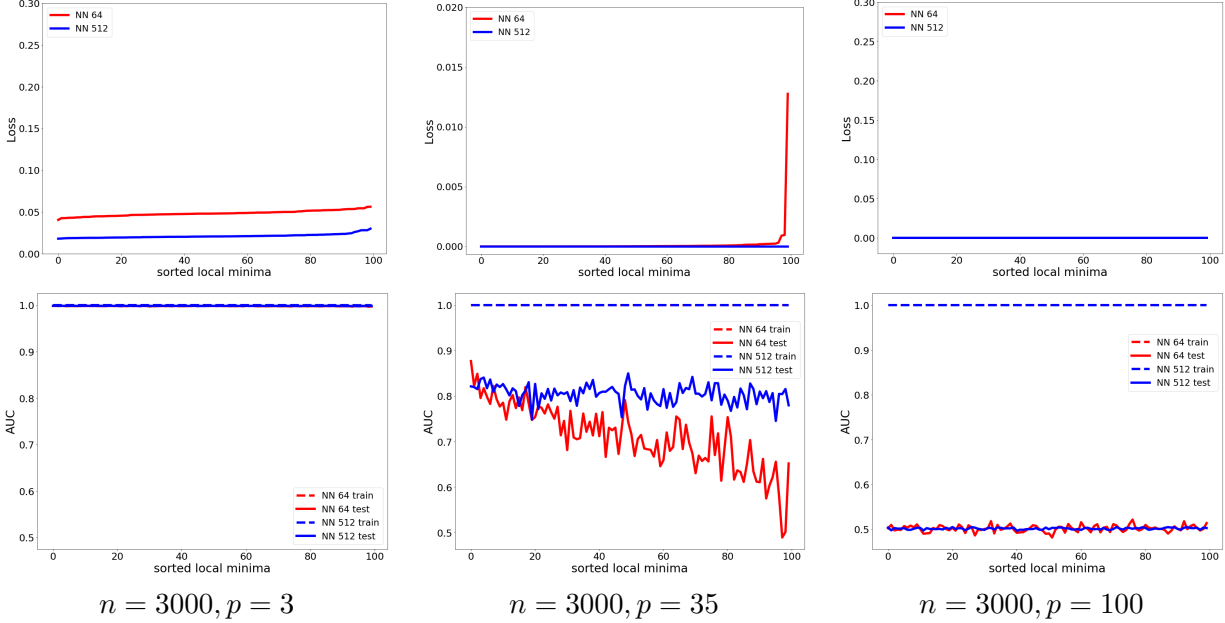 0.30
0.25
0.20
0.15
0.10
0.05
0.00
Loss
NN 64
NN 512
0 20 40 60 80 100
sorted local minima
0.020
0.015
0.010
0.005
0.000
Loss
NN 64
NN 512
0 20 40 60 80 100
sorted local minima
0.30
0.25
0.20
0.15
0.10
0.05
0.00
Loss
NN 64
NN 512
0 20 40 60 80 100
sorted local minima
1.0
0.9
0.8
0.7
0.6
0.5
AUC
NN 64 train
NN 64 test
NN 512 train
NN 512 test
0 20 40 60 80 100
sorted local minima
1.0
0.9
0.8
0.7
0.6
0.5
AUC
NN 64 train
NN 64 test
NN 512 train
NN 512 test
0 20 40 60 80 100
sorted local minima
1.0
0.9
0.8
0.7
0.6
0.5
AUC
NN 64 train
NN 64 test
NN 512 train
NN 512 test
0 20 40 60 80 100
sorted local minima
n = 3000, p = 3
n = 3000, p = 35
n = 3000, p = 100